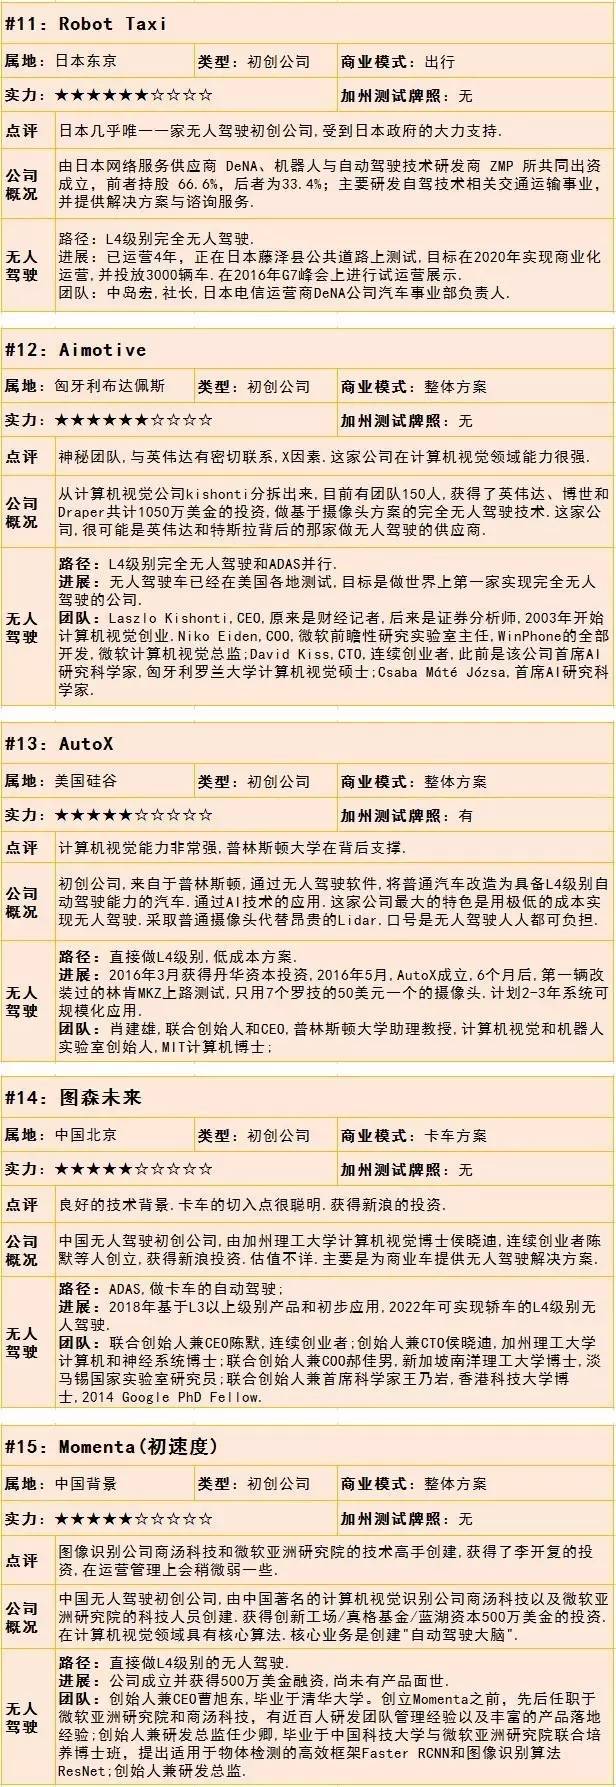 #11: Robot Taxi
属地: 日本东京 类型: 初创公司 商业模式: 出行
实力: ★★★★★★☆☆☆☆ 加州测试牌照: 无
点评 日本几乎唯一一家无人驾驶初创公司,受到日本政府的大力支持.
公司概况 由日本网络服务供应商 DeNA、机器人与自动驾驶技术研发商 ZMP 所共同出资
成立, 前者持股 66.6%, 后者为33.4%; 主要研发自驾技术相关交通运输事业,
并提供解决方案与谘询服务.
无人驾驶 路径: L4级别完全无人驾驶.
进展: 已运营4年, 正在日本藤泽县公共道路上测试,目标在2020年实现商业化
运营,并投放3000辆车.在2016年G7峰会上进行试运营展示.
团队: 中岛宏,社长,日本电信运营商DeNA公司汽车事业部负责人.
#12: Aimotive
属地: 匈牙利布达佩斯 类型: 初创公司 商业模式: 整体方案
实力: ★★★★★★☆☆☆☆ 加州测试牌照: 无
点评 神秘团队,与英伟达有密切联系,X因素.这家公司在计算机视觉领域能力很强.
公司概况 从计算机视觉公司kishonti分拆出来,目前有团队150人,获得了英伟达、博世和
Draper共计1050万美金的投资,做基于摄像头方案的完全无人驾驶技术.这家公
司,很可能是英伟达和特斯拉背后的那家做无人驾驶的供应商.
无人驾驶 路径: L4级别完全无人驾驶和ADAS并行.
进展: 无人驾驶车已经在美国各地测试,目标是做世界上第一家实现完全无人
驾驶的公司.
团队: Laszlo Kishonti,CEO,原来是财经记者,后来是证券分析师,2003年开始
计算机视觉创业.Niko Eiden,COO,微软前瞻性研究实验室主任,WinPhone的全部
开发,微软计算机视觉总监;David Kiss,CTO,连续创业者,此前是该公司首席AI
研究科学家,匈牙利罗兰大学计算机视觉硕士;Csaba Máté Józsa,首席AI研究科
学家.
#13: AutoX
属地: 美国硅谷 类型: 初创公司 商业模式: 整体方案
实力: ★★★★★☆☆☆☆☆ 加州测试牌照: 有
点评 计算机视觉能力非常强,普林斯顿大学在背后支撑.
公司概况 初创公司,来自于普林斯顿,通过无人驾驶软件,将普通汽车改造为具备L4级别自
动驾驶能力的汽车.通过AI技术的应用.这家公司最大的特色是用极低的成本实
现无人驾驶.采取普通摄像头代替昂贵的Lidar.口号是无人驾驶人人都可负担.
无人驾驶 路径: 直接做L4级别,低成本方案.
进展: 2016年3月获得丹华资本投资,2016年5月,AutoX成立,6个月后,第一辆改
装过的林肯MKZ上路测试,只用7个罗技的50美元一个的摄像头.计划2-3年系统可
规模化应用.
团队: 肖建雄,联合创始人和CEO,普林斯顿大学助理教授,计算机视觉和机器人
实验室创始人,MIT计算机博士;
#14: 图森未来
属地: 中国北京 类型: 初创公司 商业模式: 卡车方案
实力: ★★★★★☆☆☆☆☆ 加州测试牌照: 无
点评 良好的技术背景.卡车的切入点很聪明.获得新浪的投资.
公司概况 中国无人驾驶初创公司,由加州理工大学计算机视觉博士侯晓迪,连续创业者陈
默等人创立,获得新浪投资.估值不详.主要是为商业车提供无人驾驶解决方案.
无人驾驶 路径: ADAS,做卡车的自动驾驶;
进展: 2018年基于L3以上级别产品和初步应用,2022年可实现轿车的L4级别无
人驾驶.
团队: 联合创始人兼CEO陈默,连续创业者;创始人兼CTO侯晓迪,加州理工大学
计算机和神经系统博士;联合创始人兼COO郝佳男,新加坡南洋理工大学博士,淡
马锡国家实验室研究员;联合创始人兼首席科学家王乃岩,香港科技大学博
士,2014 Google PhD Fellow.
#15: Momenta(初速度)
属地: 中国背景 类型: 初创公司 商业模式: 整体方案
实力: ★★★★★☆☆☆☆☆ 加州测试牌照: 无
点评 图像识别公司商汤科技和微软亚洲研究院的技术高手创建,获得了李开复的投
资,在运营管理上会稍微弱一些.
公司概况 中国无人驾驶初创公司,由中国著名的计算机视觉识别公司商汤科技以及微软亚
洲研究院的科技人员创建.获得创新工场/真格基金/蓝湖资本500万美金的投资.
在计算机视觉领域具有核心算法.核心业务是创建"自动驾驶大脑".
无人驾驶 路径: 直接做L4级别的无人驾驶.
进展: 公司成立并获得500万美金融资,尚未有产品面世.
团队: 创始人兼CEO曹旭东,毕业于清华大学。创立Momenta之前, 先后任职于
微软亚洲研究院和商汤科技, 有近百人研发团队管理经验以及丰富的产品落地
经验;创始人兼研发总监任少卿,毕业于中国科技大学与微软亚洲研究院联合培
养博士班, 提出适用于物体检测的高效框架Faster RCNN和图像识别算法
ResNet;创始人兼研发总监.